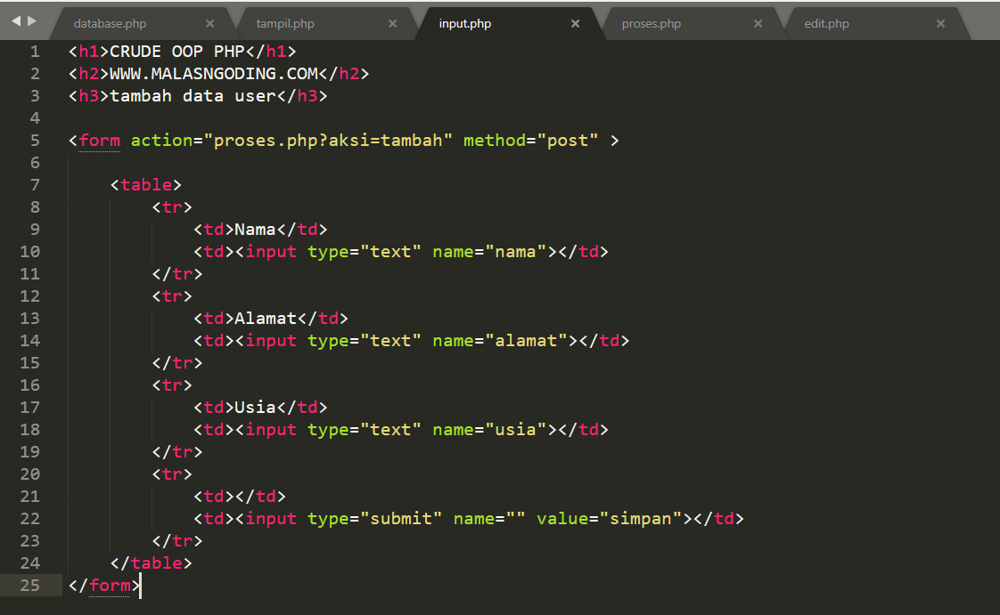 database.php × tampil.php × input.php × proses.php × edit.php ×
1 <h1>CRUDE OOP PHP</h1>
2 <h2>WWW.MALASNGODING.COM</h2>
3 <h3>tambah data user</h3>
4
5 <form action="proses.php?aksi=tambah" method="post" >
6
7 <table>
8 <tr>
9 <td>Nama</td>
10 <td><input type="text" name="nama"></td>
11 </tr>
12 <tr>
13 <td>Alamat</td>
14 <td><input type="text" name="alamat"></td>
15 </tr>
16 <tr>
17 <td>Usia</td>
18 <td><input type="text" name="usia"></td>
19 </tr>
20 <tr>
21 <td></td>
22 <td><input type="submit" name="" value="simpan"></td>
23 </tr>
24 </table>
25 </form>